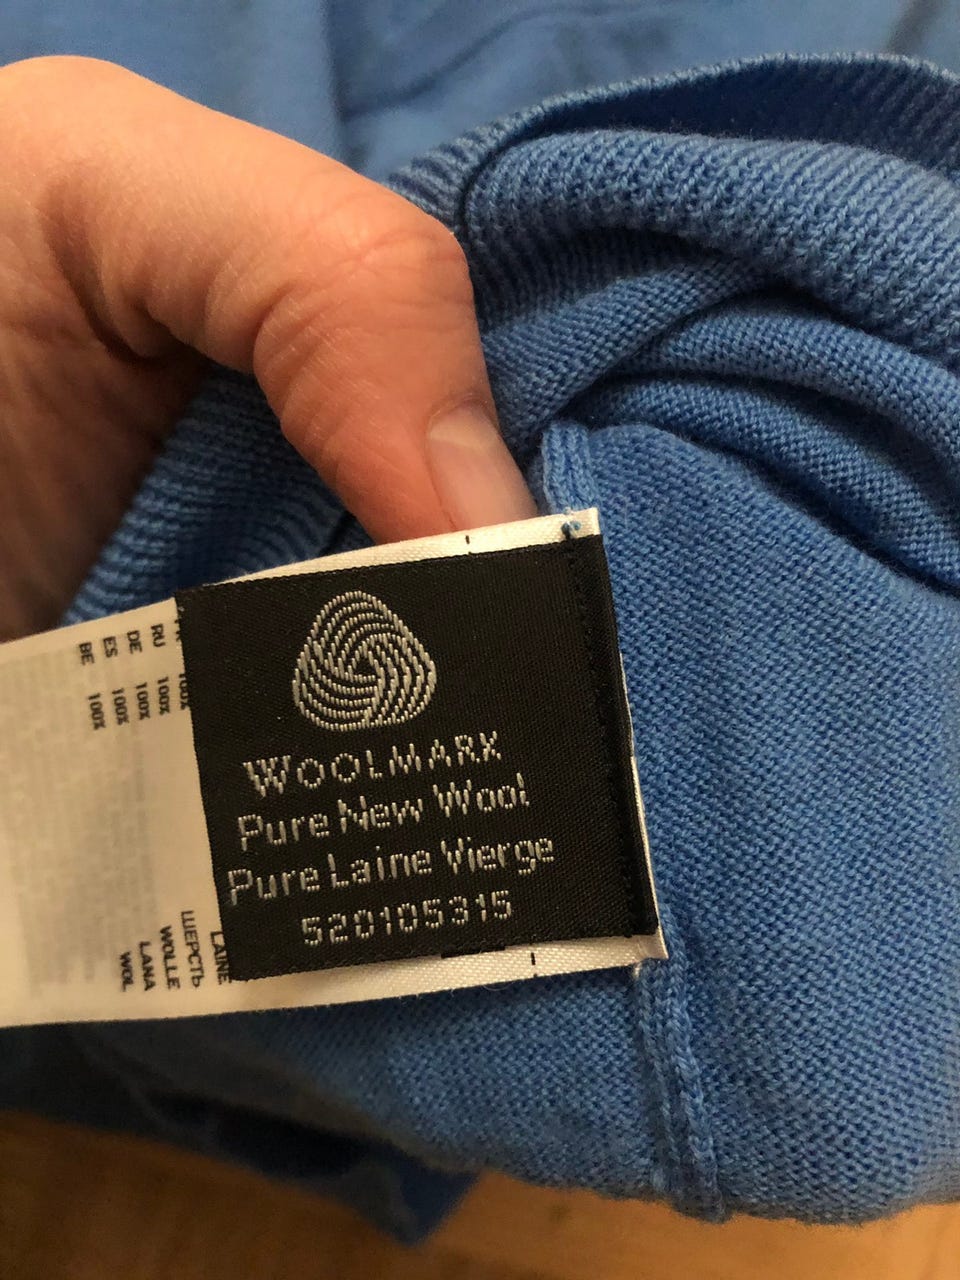 WOOLMARK
Pure New Wool
Pure Laine Vierge
520105315
100% LAINE
RU 100% ШЕРСТЬ
DE 100% WOLLE
ES 100% LANA
BE 100% WOL